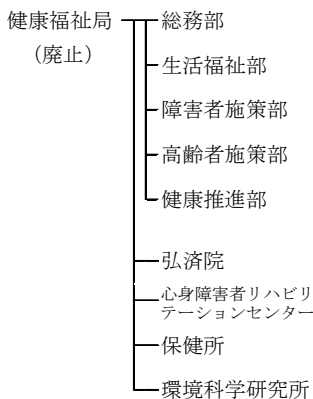 健康福祉局
（廃止）
総務部
生活福祉部
障害者施策部
高齢者施策部
健康推進部
弘済院
心身障害者リハビリ
テーションセンター
保健所
環境科学研究所